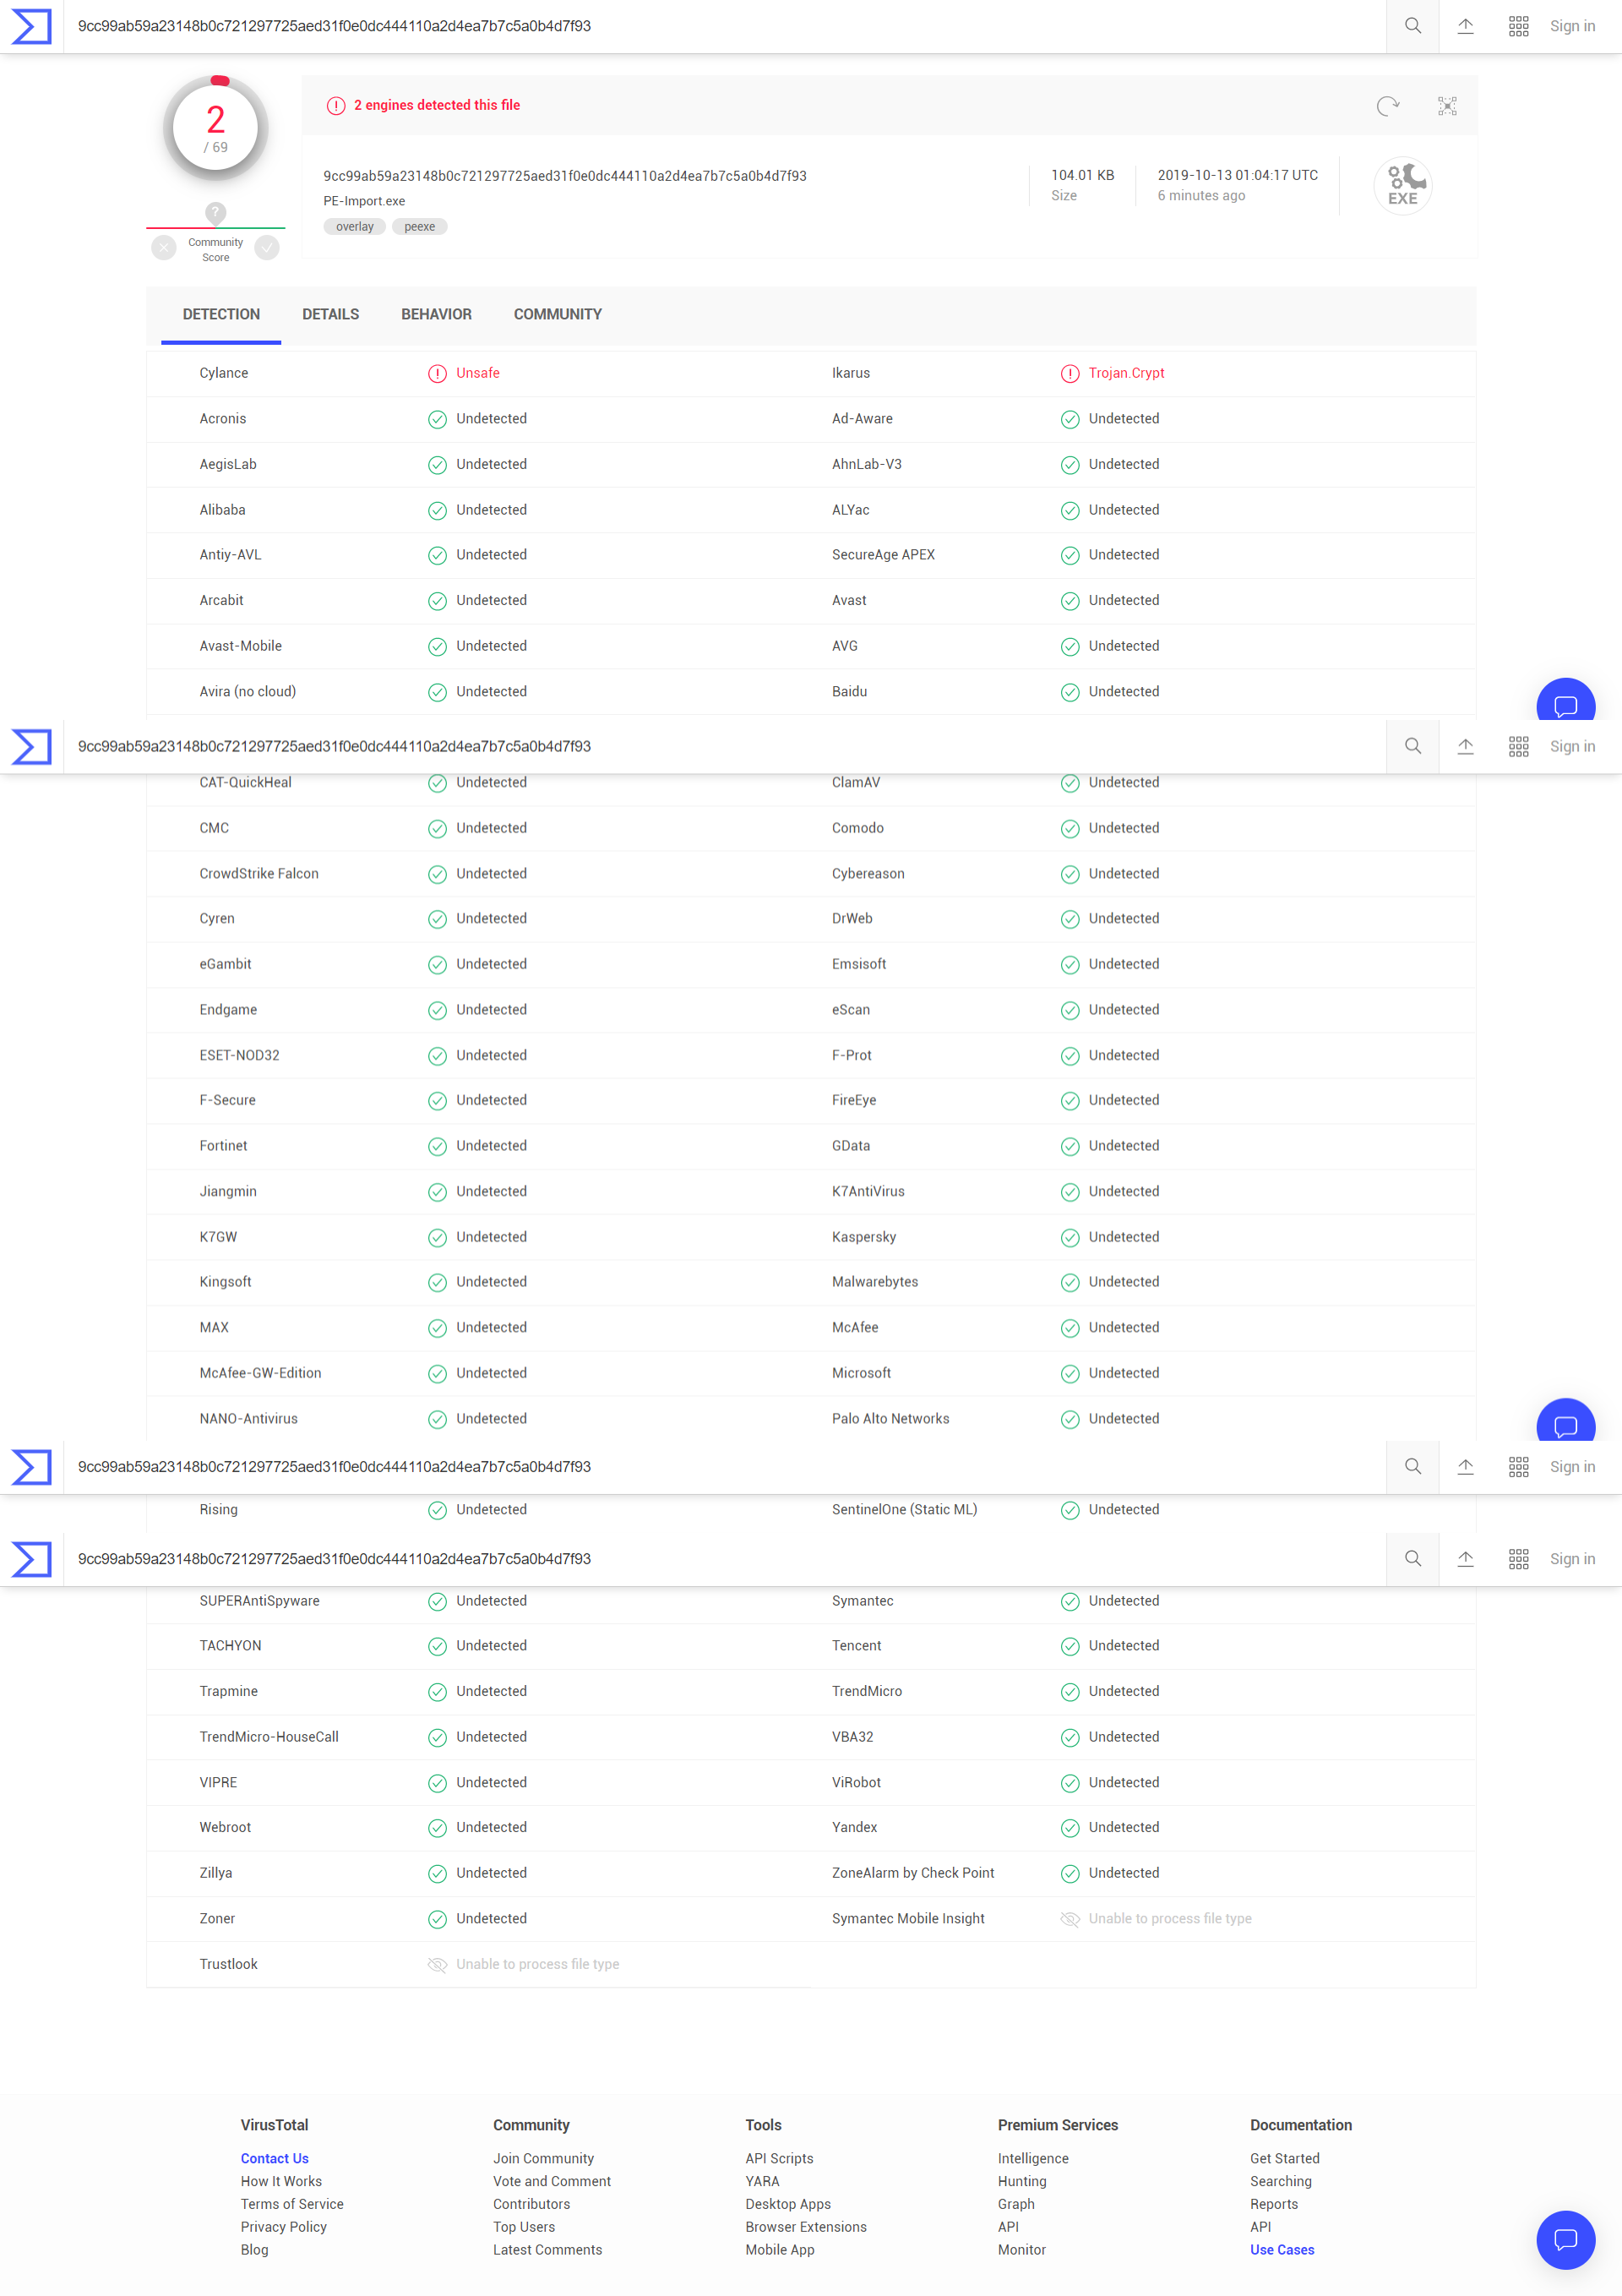 9cc99ab59a23148b0c721297725aed31f0e0dc444110a2d4ea7b7c5a0b4d7f93 Sign in
2
/ 69
?
Community
Score
2 engines detected this file
9cc99ab59a23148b0c721297725aed31f0e0dc444110a2d4ea7b7c5a0b4d7f93
PE-Import.exe
overlay peexe
104.01 KB
Size
2019-10-13 01:04:17 UTC
6 minutes ago
EXE
DETECTION DETAILS BEHAVIOR COMMUNITY
Cylance Unsafe Ikarus Trojan.Crypt
Acronis Undetected Ad-Aware Undetected
AegisLab Undetected AhnLab-V3 Undetected
Alibaba Undetected ALYac Undetected
Antiy-AVL Undetected SecureAge APEX Undetected
Arcabit Undetected Avast Undetected
Avast-Mobile Undetected AVG Undetected
Avira (no cloud) Undetected Baidu Undetected
9cc99ab59a23148b0c721297725aed31f0e0dc444110a2d4ea7b7c5a0b4d7f93 Sign in
CAT-QuickHeal Undetected ClamAV Undetected
CMC Undetected Comodo Undetected
CrowdStrike Falcon Undetected Cybereason Undetected
Cyren Undetected DrWeb Undetected
eGambit Undetected Emsisoft Undetected
Endgame Undetected eScan Undetected
ESET-NOD32 Undetected F-Prot Undetected
F-Secure Undetected FireEye Undetected
Fortinet Undetected GData Undetected
Jiangmin Undetected K7AntiVirus Undetected
K7GW Undetected Kaspersky Undetected
Kingsoft Undetected Malwarebytes Undetected
MAX Undetected McAfee Undetected
McAfee-GW-Edition Undetected Microsoft Undetected
NANO-Antivirus Undetected Palo Alto Networks Undetected
9cc99ab59a23148b0c721297725aed31f0e0dc444110a2d4ea7b7c5a0b4d7f93 Sign in
Rising Undetected SentinelOne (Static ML) Undetected
9cc99ab59a23148b0c721297725aed31f0e0dc444110a2d4ea7b7c5a0b4d7f93 Sign in
SUPERAntiSpyware Undetected Symantec Undetected
TACHYON Undetected Tencent Undetected
Trapmine Undetected TrendMicro Undetected
TrendMicro-HouseCall Undetected VBA32 Undetected
VIPRE Undetected ViRobot Undetected
Webroot Undetected Yandex Undetected
Zillya Undetected ZoneAlarm by Check Point Undetected
Zoner Undetected Symantec Mobile Insight Unable to process file type
Trustlook Unable to process file type
VirusTotal Community Tools Premium Services Documentation
Contact Us Join Community API Scripts Intelligence Get Started
How It Works Vote and Comment YARA Hunting Searching
Terms of Service Contributors Desktop Apps Graph Reports
Privacy Policy Top Users Browser Extensions API API
Blog Latest Comments Mobile App Monitor Use Cases